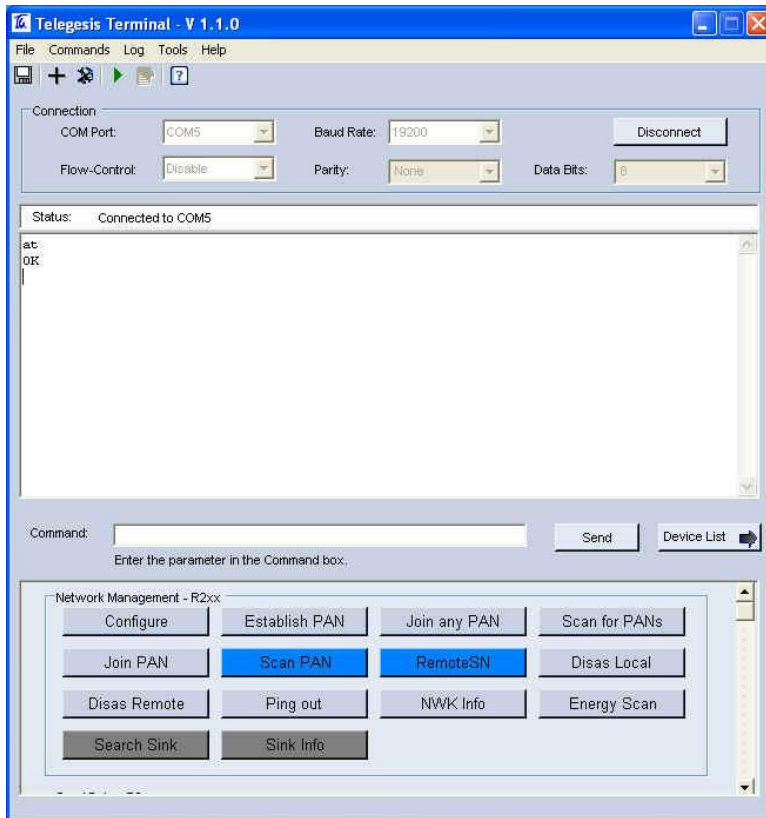 Telegesis Terminal - V 1.1.0
File Commands Log Tools Help
Connection
COM Port: COM5 Baud Rate: 19200 Disconnect
Flow-Control: Disable Parity: None Data Bits: 8
Status: Connected to COM5
at
OK
Command: Send Device List
Enter the parameter in the Command box.
Network Management - R2xx
Configure Establish PAN Join any PAN Scan for PANs
Join PAN Scan PAN RemoteSN Disas Local
Disas Remote Ping out NWK Info Energy Scan
Search Sink Sink Info